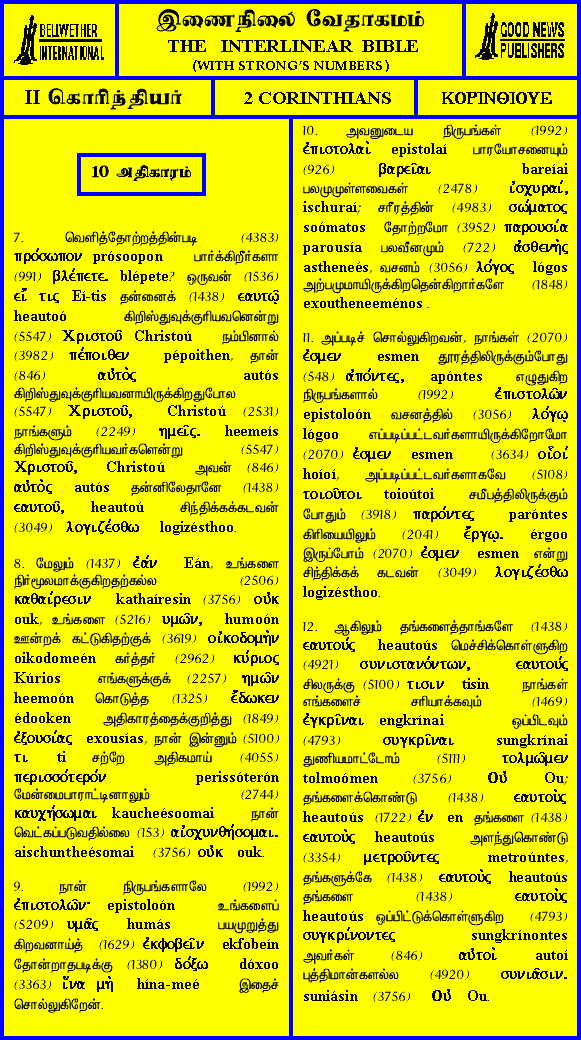 BELLWETHER
INTERNATIONAL
இணைநிலை வேதாகமம்
THE INTERLINEAR BIBLE
(WITH STRONG'S NUMBERS)
GOOD NEWS
PUBLISHERS
II கொரிந்தியர்
2 CORINTHIANS
ΚΟΡΙΝΘΙΟΥΕ
10 அதிகாரம்
7. வெளித்தோற்றத்தின்படி (4383)
πρόσωπον prósoopon பார்க்கிறீர்களா
(991) βλέπετε. blépete? ஒருவன் (1536)
εἴ τις Eí-tis தன்னைக் (1438) ἑαυτῷ
heautoó கிறிஸ்துவுக்குரியவனென்று
(5547) Χριστοῦ Christoú நம்பினால்
(3982) πέποιθεν pépoithen, தான்
(846) αὐτὸς autós
கிறிஸ்துவுக்குரியவனாயிருக்கிறதுபோல
(5547) Χριστοῦ, Christoú (2531)
நாங்களும் (2249) ἡμεῖς. heemeís
கிறிஸ்துவுக்குரியவர்களென்று (5547)
Χριστοῦ, Christoú அவன் (846)
αὐτὸς autós தன்னிலேதானே (1438)
ἑαυτοῦ, heautoú சிந்திக்கக்கடவன்
(3049) λογιζέσθω logizésthoo.
8. மேலும் (1437) ἐάν Eán, உங்களை
நிர்மூலமாக்குகிறதற்கல்ல (2506)
καθαίρεσιν kathaíresin (3756) οὐκ
ouk, உங்களை (5216) ὑμῶν, humoón
ஊன்றக் கட்டுகிதற்குக் (3619) οἰκοδομὴν
oikodomeén கர்த்தர் (2962) κύριος
Kúrios எங்களுக்குக் (2257) ἡμῶν
heemoón கொடுத்த (1325) ἔδωκεν
édooken அதிகாரத்தைக்குறித்து (1849)
ἐξουσίας exousías, நான் இன்னும் (5100)
τι ti சற்றே அதிகமாய் (4055)
περισσότερόν perissóterón
மேன்மைபாராட்டினாலும் (2744)
καυχήσωμαι kaucheésoomai நான்
வெட்கப்படுவதில்லை (153) αἰσχυνθήσομαι.
aischuntheésomai (3756) οὐκ ouk.
9. நான் நிருபங்களாலே (1992)
ἐπιστολῶν· epistoloón உங்களைப்
(5209) ὑμᾶς humás பயமுறுத்து
கிறவனாய்த் (1629) ἐκφοβεῖν ekfobeín
தோன்றாதபடிக்கு (1380) δόξω dóxoo
(3363) ἵνα μὴ hína-meé இதைச்
சொல்லுகிறேன்.
10. அவனுடைய நிருபங்கள் (1992)
ἐπιστολαὶ epistolaí பாரயோசனையும்
(926) βαρεῖαι bareíai
பலமுமுள்ளவைகள் (2478) ἰσχυραί,
ischuraí; சரீரத்தின் (4983) σώματος
soómatos தோற்றமோ (3952) παρουσία
parousía பலவீனமும் (722) ἀσθενὴς
astheneés, வசனம் (3056) λόγος lógos
அற்பமுமாயிருக்கிறதென்கிறார்களே (1848)
exoutheneeménos .
11. அப்படிச் சொல்லுகிறவன், நாங்கள் (2070)
ἐσμεν esmen தூரத்திலிருக்கும்போது
(548) ἀπόντες, apóntes எழுதுகிற
நிருபங்களால் (1992) ἐπιστολῶν
epistoloón வசனத்தில் (3056) λόγῳ
lógoo எப்படிப்பட்டவர்களாயிருக்கிறோமோ
(2070) ἐσμεν esmen (3634) οἷοί
hoíoí, அப்படிப்பட்டவர்களாகவே (5108)
τοιοῦτοι toioútoi சமீபத்திலிருக்கும்
போதும் (3918) παρόντες paróntes
கிரியையிலும் (2041) ἔργῳ. érgoo
இருப்போம் (2070) ἐσμεν esmen என்று
சிந்திக்கக் கடவன் (3049) λογιζέσθω
logizésthoo.
12. ஆகிலும் தங்களைத்தாங்களே (1438)
ἑαυτούς heautoús மெச்சிக்கொள்ளுகிற
(4921) συνιστανόντων, ἑαυτούς
சிலருக்கு (5100) τισιν tisin நாங்கள்
எங்களைச் சரியாக்கவும் (1469)
ἐγκρῖναι engkrínai ஒப்பிடவும்
(4793) συγκρῖναι sungkrínai
துணியமாட்டோம் (5111) τολμῶμεν
tolmoómen (3756) Οὐ Ou;
தங்களைக்கொண்டு (1438) ἑαυτοὺς
heautoús (1722) ἐν en தங்களை (1438)
ἑαυτοὺς heautoús அளந்துகொண்டு
(3354) μετροῦντες metroúntes,
தங்களுக்கே (1438) ἑαυτοὺς heautoús
தங்களை (1438) ἑαυτοὺς
heautoús ஒப்பிட்டுக்கொள்ளுகிற (4793)
συγκρίνοντες sungkrínontes
அவர்கள் (846) αὐτοὶ autoí
புத்திமான்களல்ல (4920) συνιᾶσιν.
suniásin (3756) Οὐ Ou.